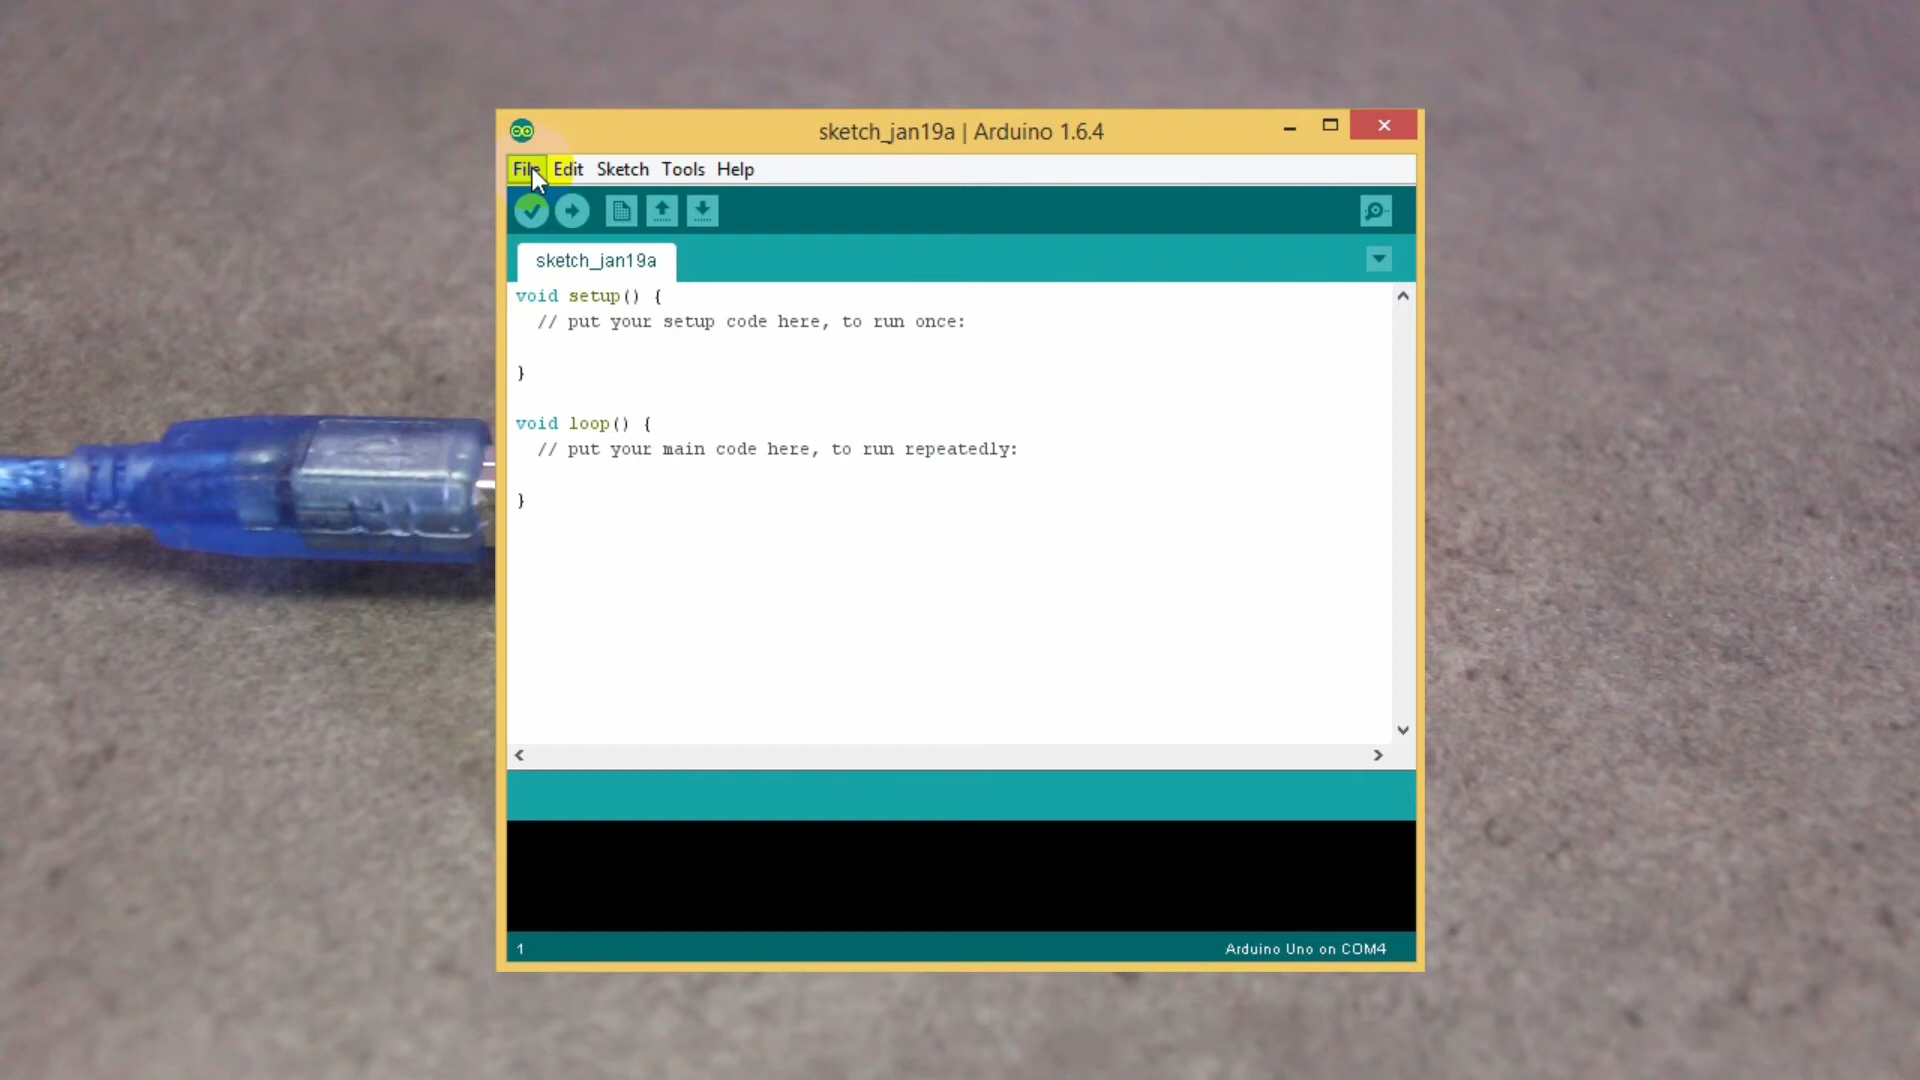 sketch_jan19a | Arduino 1.6.4
File Edit Sketch Tools Help
sketch_jan19a
void setup() {
// put your setup code here, to run once:
}
void loop() {
// put your main code here, to run repeatedly:
}
1
Arduino Uno on COM4